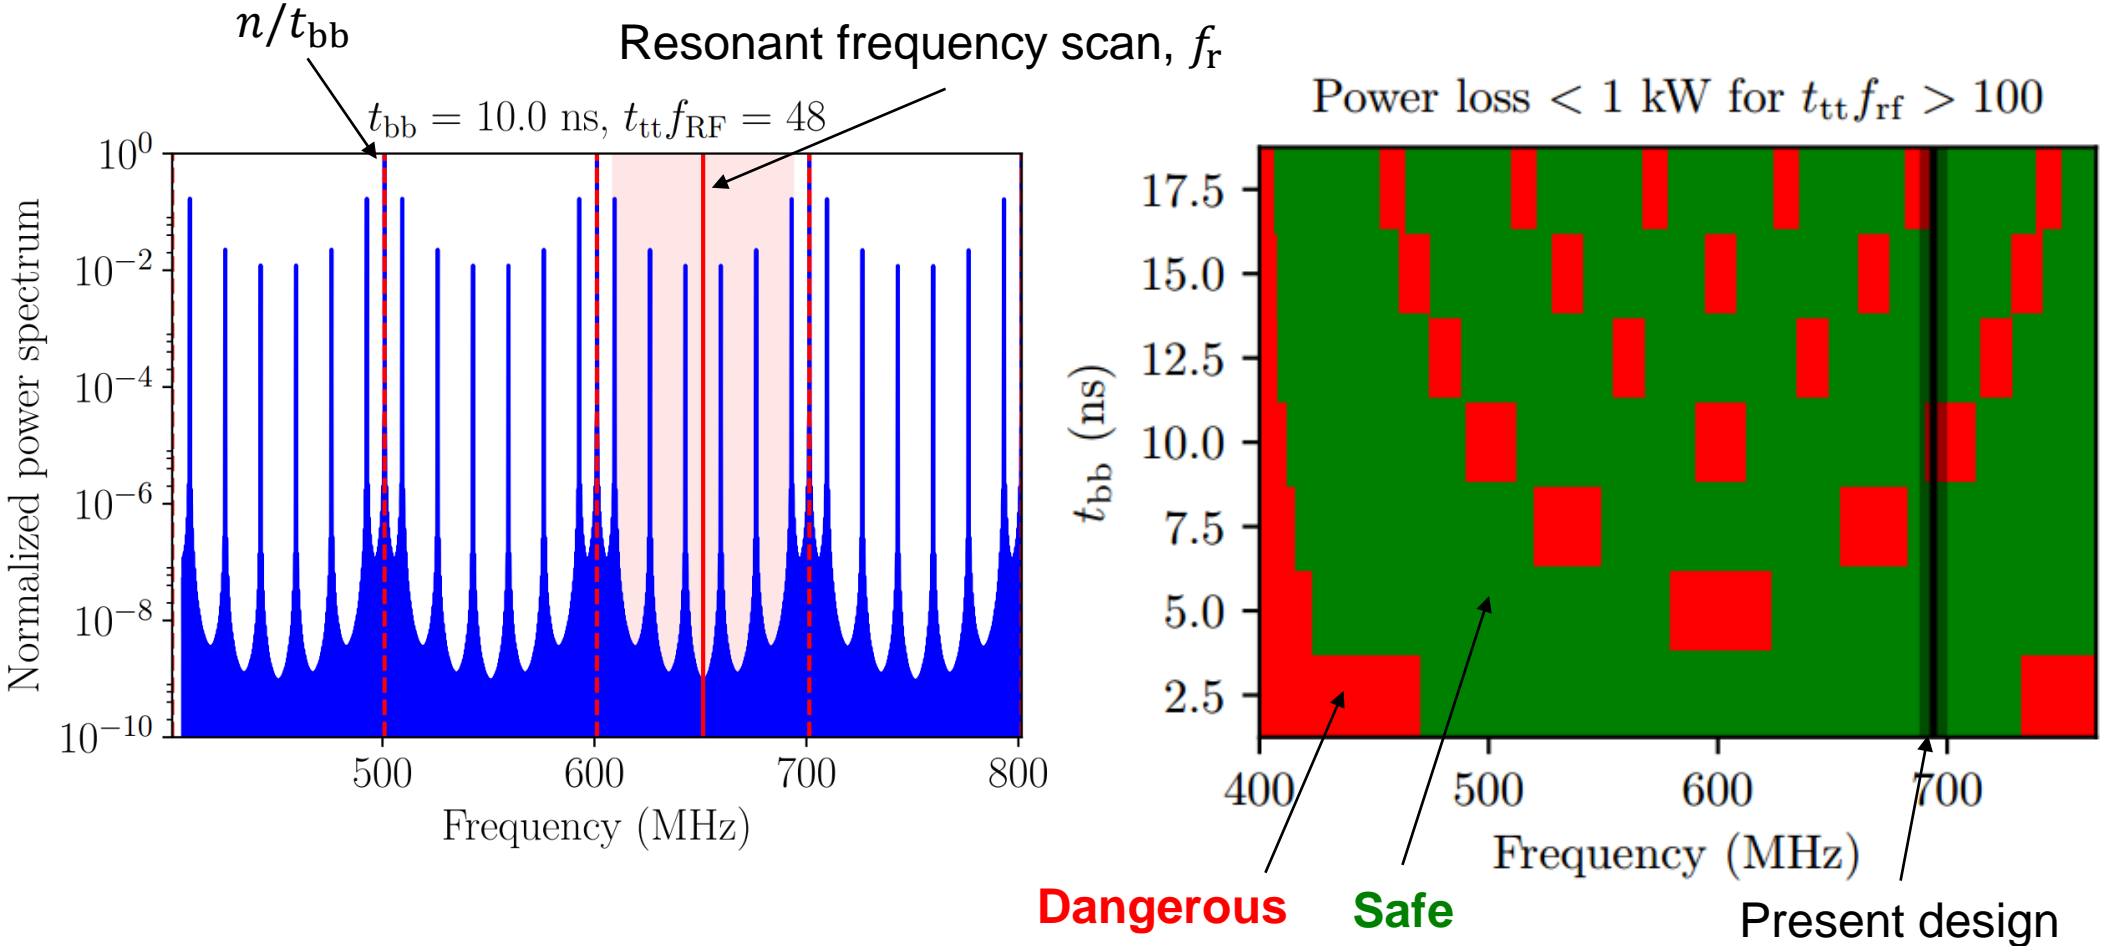 n/t_bb
Resonant frequency scan, f_r
t_bb = 10.0 ns, t_tt f_RF = 48
10^0
10^−2
10^−4
10^−6
10^−8
10^−10
Normalized power spectrum
500 600 700 800
Frequency (MHz)
Power loss < 1 kW for t_tt f_rf > 100
17.5
15.0
12.5
10.0
7.5
5.0
2.5
t_bb (ns)
400 500 600 700
Frequency (MHz)
Dangerous
Safe
Present design